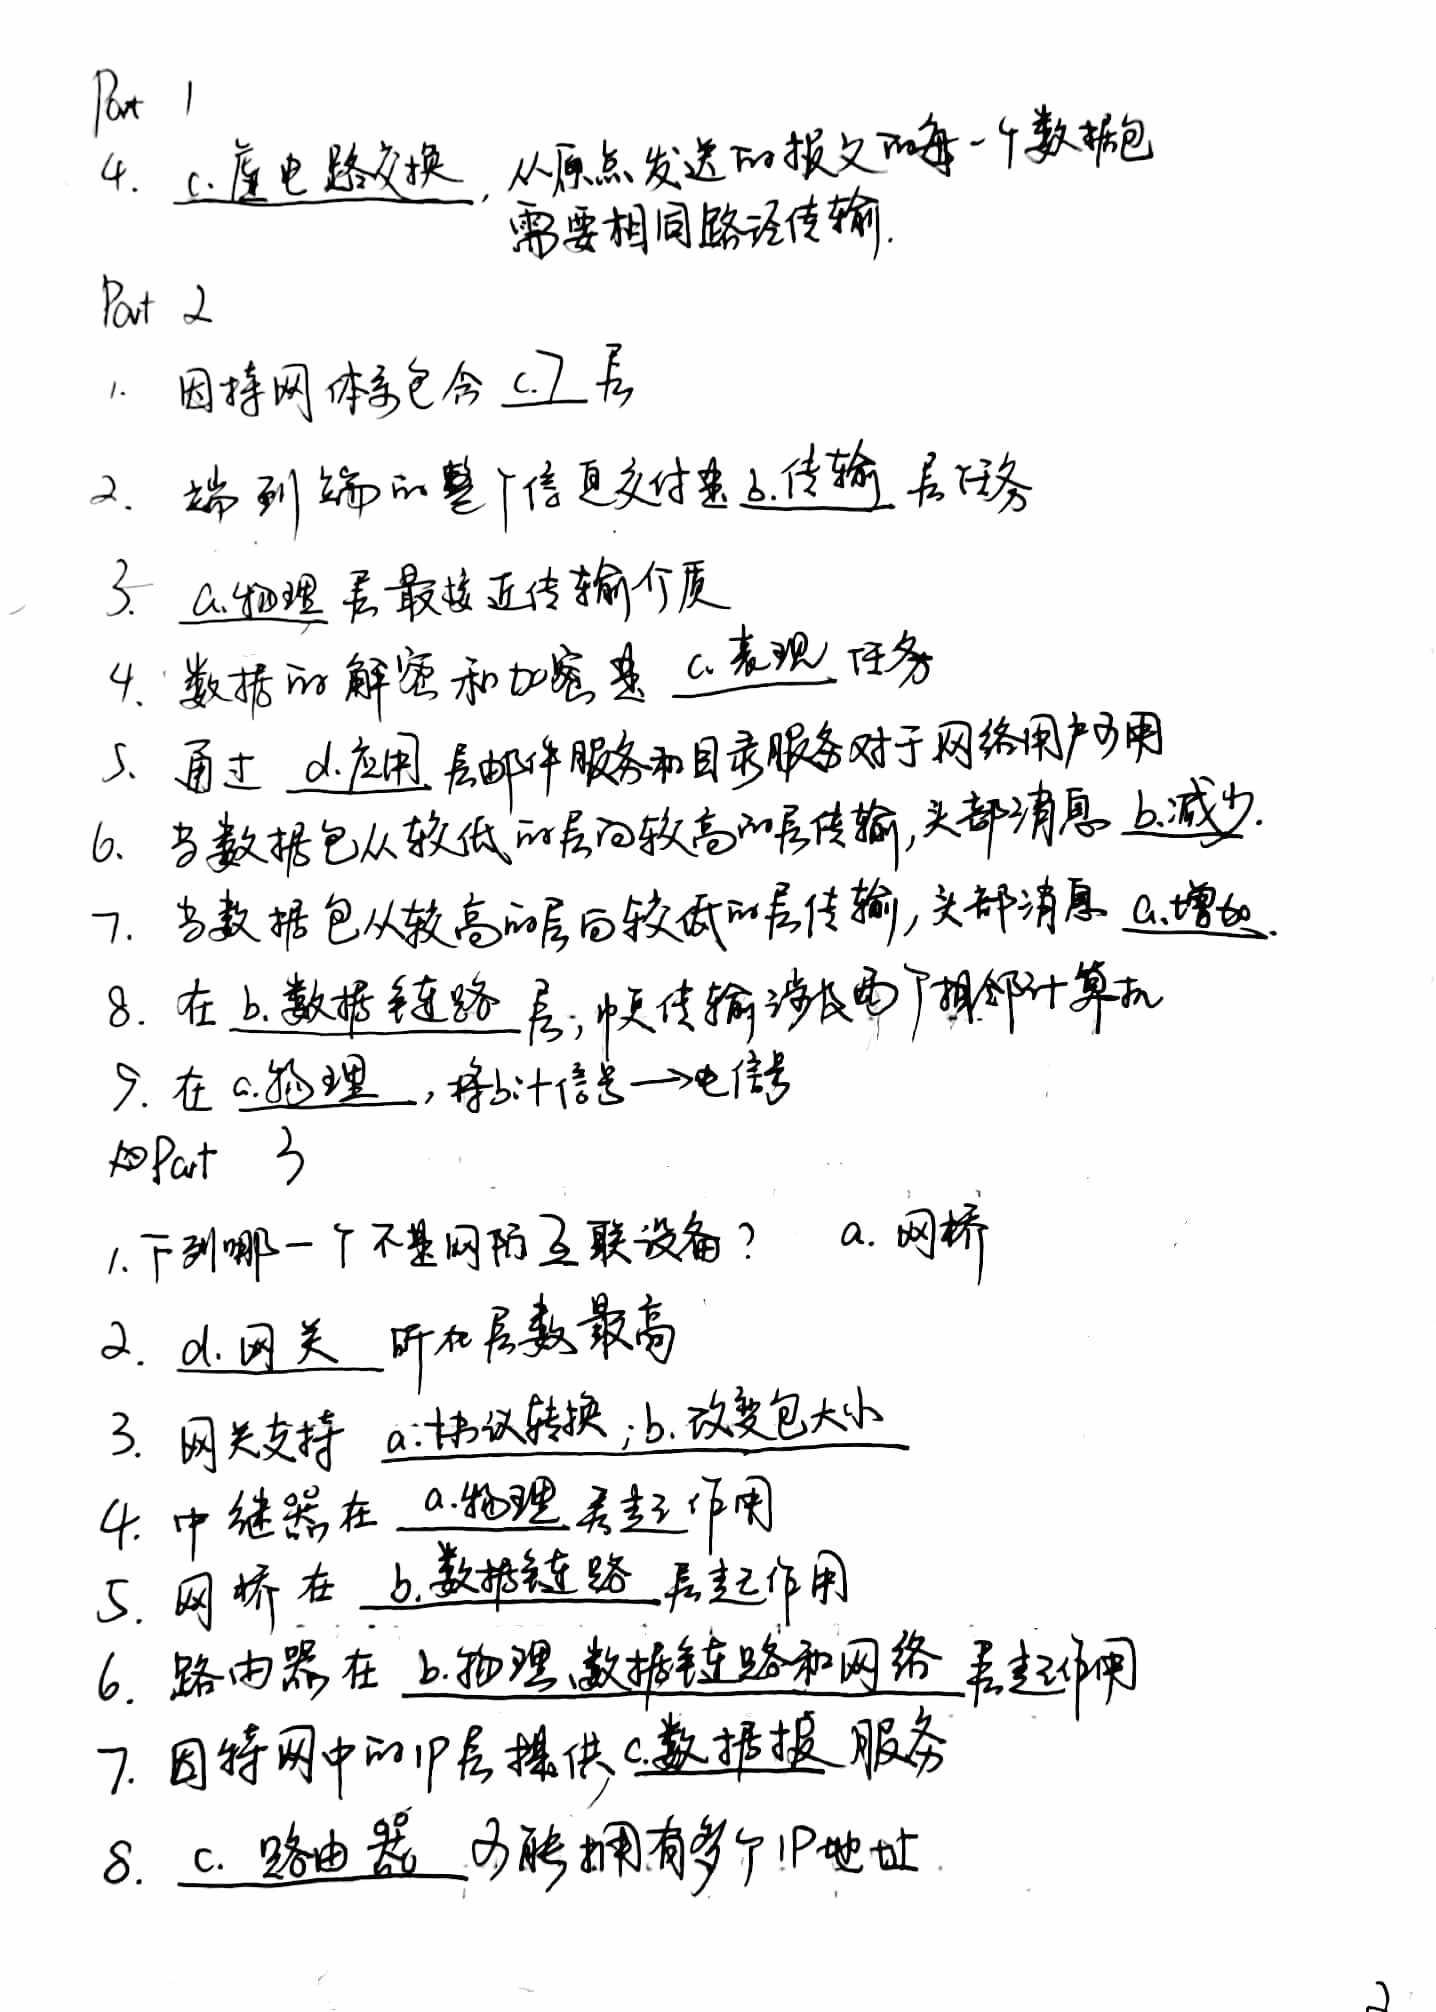 Part 1
4. c.虚电路交换, 从原点发送的报文的每一个数据包
需要相同路径传输.
Part 2
1. 因特网体系包含 c.7 层
2. 端到端的整个信息交付是 b.传输 层任务
3. a.物理 层最接近传输介质
4. 数据的解密和加密是 c.表现 任务
5. 通过 d.应用 层邮件服务和目录服务对于网络用户可用
6. 当数据包从较低的层向较高的层传输,头部消息 b.减少.
7. 当数据包从较高的层向较低的层传输,头部消息 a.增加.
8. 在 b.数据链路 层,帧传输涉及两个相邻计算机
9. 在 a.物理 , 将bit信号→电信号
Part 3
1. 下列哪一个不是网际互联设备? a. 网桥
2. d.网关 所在层数最高
3. 网关支持 a.协议转换;b.改变包大小
4. 中继器在 a.物理 层起作用
5. 网桥在 b.数据链路 层起作用
6. 路由器在 b.物理、数据链路和网络 层起作用
7. 因特网中的IP层提供 c.数据报 服务
8. c. 路由器 可能拥有多个IP地址
2